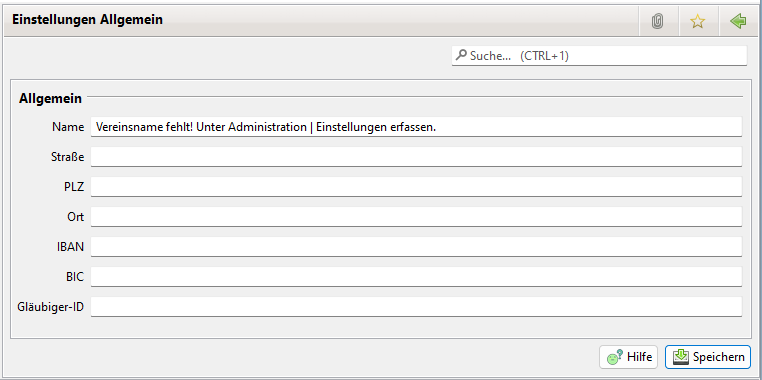 Einstellungen Allgemein
Suche... (CTRL+1)
Allgemein
Name Vereinsname fehlt! Unter Administration | Einstellungen erfassen.
Straße
PLZ
Ort
IBAN
BIC
Gläubiger-ID
Hilfe Speichern